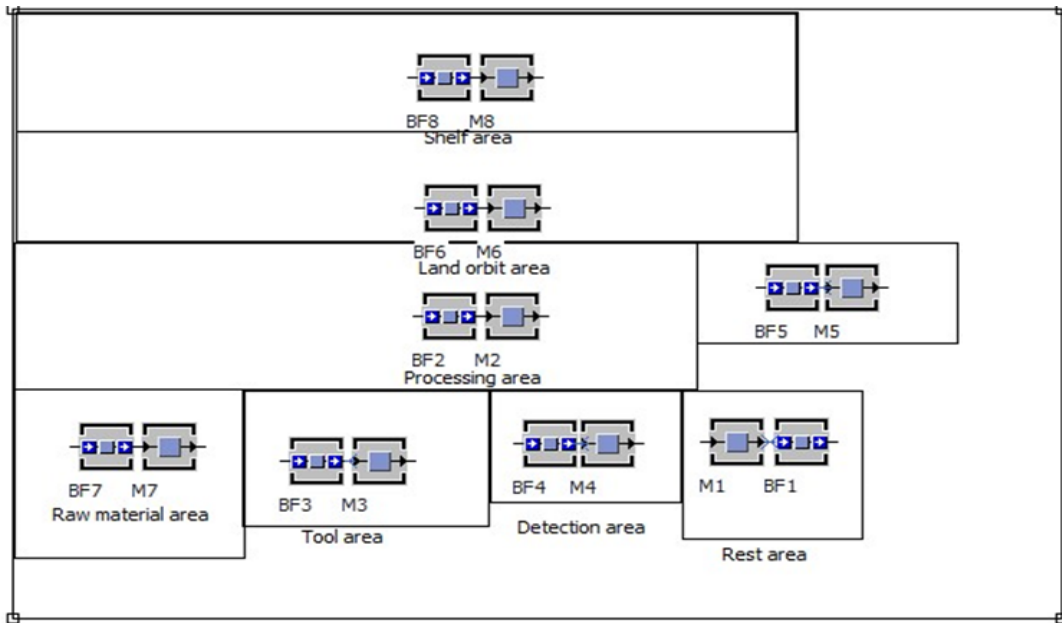 BF8 M8
Shelf area
BF6 M6
Land orbit area
BF5 M5
BF2 M2
Processing area
BF7 M7
Raw material area
BF3 M3
Tool area
BF4 M4
Detection area
M1 BF1
Rest area